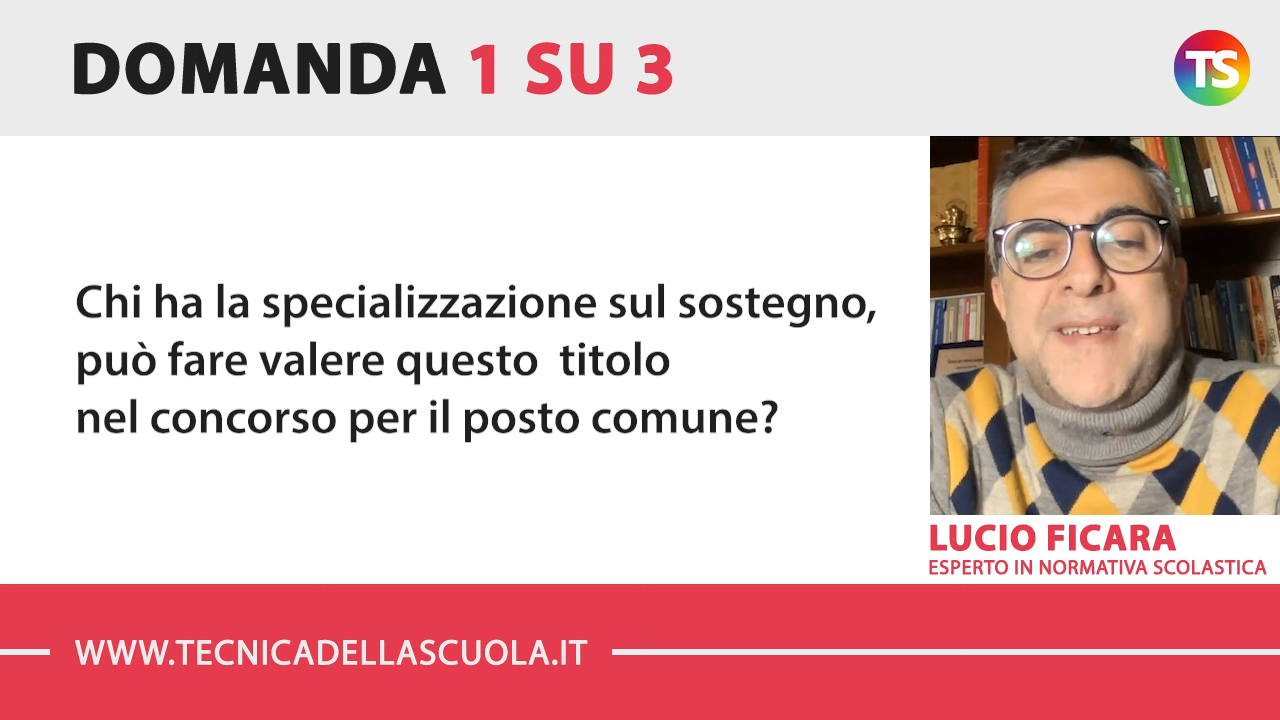 DOMANDA 1 SU 3
TS
Chi ha la specializzazione sul sostegno,
può fare valere questo  titolo
nel concorso per il posto comune?
LUCIO FICARA
ESPERTO IN NORMATIVA SCOLASTICA
WWW.TECNICADELLASCUOLA.IT